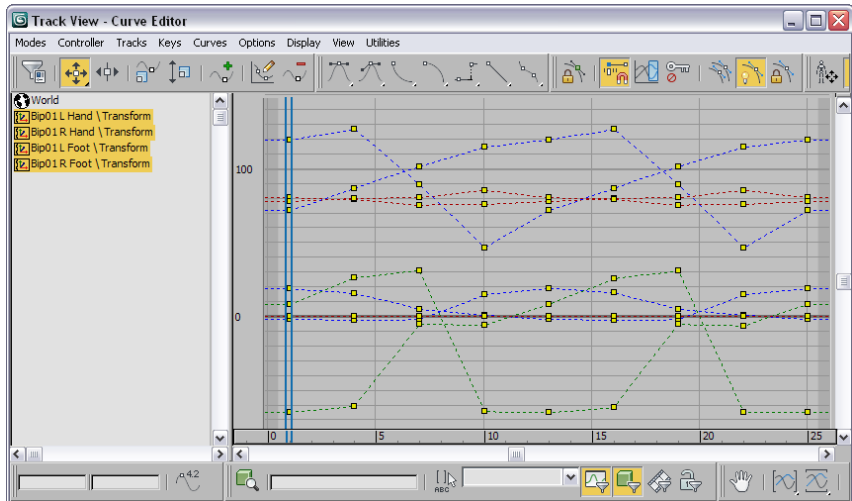 Track View - Curve Editor
Modes Controller Tracks Keys Curves Options Display View Utilities
World
Bip01 L Hand \ Transform
Bip01 R Hand \ Transform
Bip01 L Foot \ Transform
Bip01 R Foot \ Transform
100
0
0 5 10 15 20 25
4.2
ABC